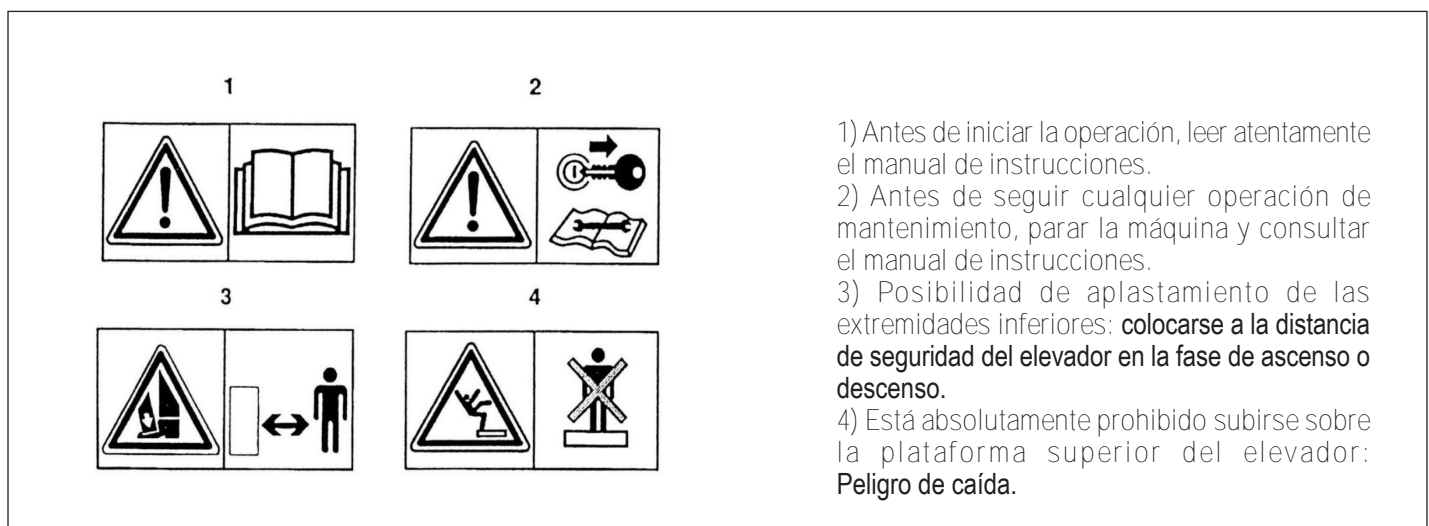 1
2
3
4
1) Antes de iniciar la operación, leer atentamente
el manual de instrucciones.
2) Antes de seguir cualquier operación de
mantenimiento, parar la máquina y consultar
el manual de instrucciones.
3) Posibilidad de aplastamiento de las
extremidades inferiores: colocarse a la distancia
de seguridad del elevador en la fase de ascenso o
descenso.
4) Está absolutamente prohibido subirse sobre
la plataforma superior del elevador:
Peligro de caída.